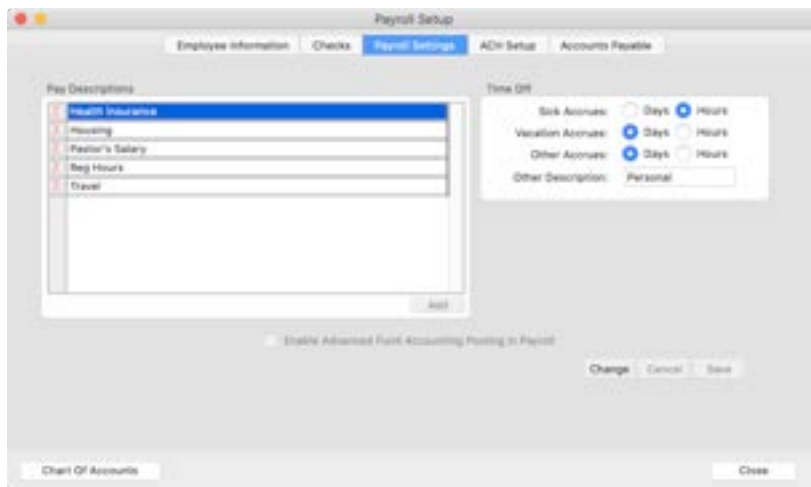 Payroll Setup
Employee Information Checks Payroll Settings ACH Setup Accounts Payable
Pay Descriptions
Health Insurance
Housing
Pastor's Salary
Reg Hours
Travel
Add
Time Off
Sick Accrues: Days Hours
Vacation Accrues: Days Hours
Other Accrues: Days Hours
Other Description: Personal
Enable Advanced Fund Accounting Posting in Payroll
Change Cancel Save
Chart Of Accounts Close